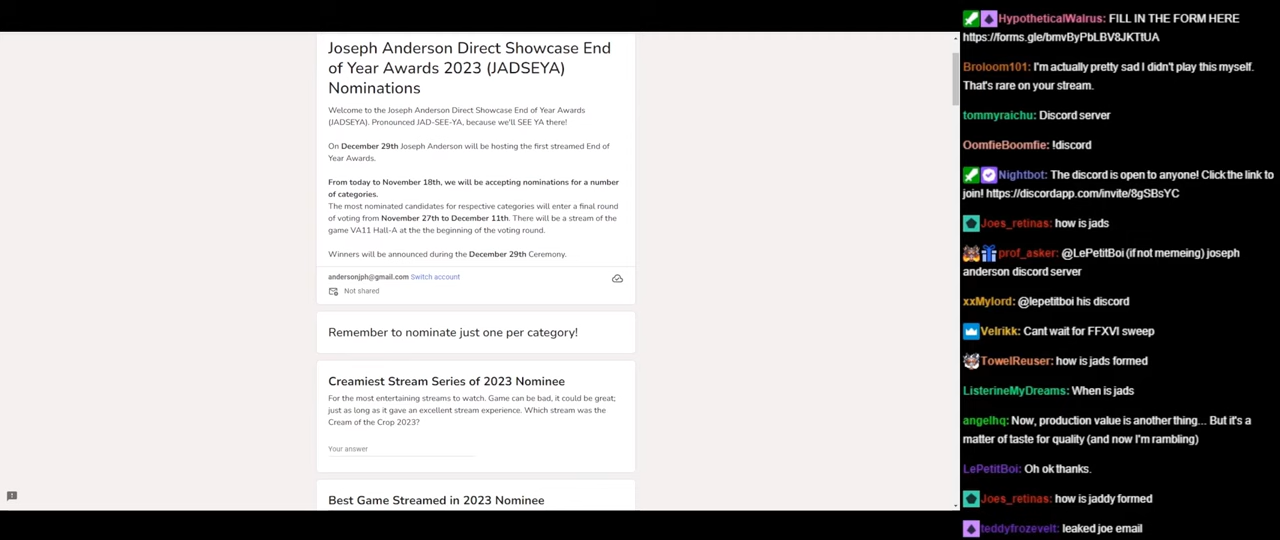 Joseph Anderson Direct Showcase End
of Year Awards 2023 (JADSEYA)
Nominations
Welcome to the Joseph Anderson Direct Showcase End of Year Awards
(JADSEYA). Pronounced JAD-SEE-YA, because we'll SEE YA there!
On December 29th Joseph Anderson will be hosting the first streamed End of
Year Awards.
From today to November 18th, we will be accepting nominations for a number
of categories.
The most nominated candidates for respective categories will enter a final round
of voting from November 27th to December 11th. There will be a stream of the
game VA11 Hall-A at the the beginning of the voting round.
Winners will be announced during the December 29th Ceremony.
andersonjph@gmail.com Switch account
Not shared
Remember to nominate just one per category!
Creamiest Stream Series of 2023 Nominee
For the most entertaining streams to watch. Game can be bad, it could be great;
just as long as it gave an excellent stream experience. Which stream was the
Cream of the Crop 2023?
Your answer
Best Game Streamed in 2023 Nominee
HypotheticalWalrus: FILL IN THE FORM HERE
https://forms.gle/bmvByPbLBV8JKTtUA
Broloom101: I'm actually pretty sad I didn't play this myself.
That's rare on your stream.
tommyraichu: Discord server
OomfieBoomfie: !discord
Nightbot: The discord is open to anyone! Click the link to
join! https://discordapp.com/invite/8gSBsYC
Joes_retinas: how is jads
prof_asker: @LePetitBoi (if not memeing) joseph
anderson discord server
xxMylord: @lepetitboi his discord
Velrikk: Cant wait for FFXVI sweep
TowelReuser: how is jads formed
ListerineMyDreams: When is jads
angelhq: Now, production value is another thing... But it's a
matter of taste for quality (and now I'm rambling)
LePetitBoi: Oh ok thanks.
Joes_retinas: how is jaddy formed
teddyfrozevelt: leaked joe email